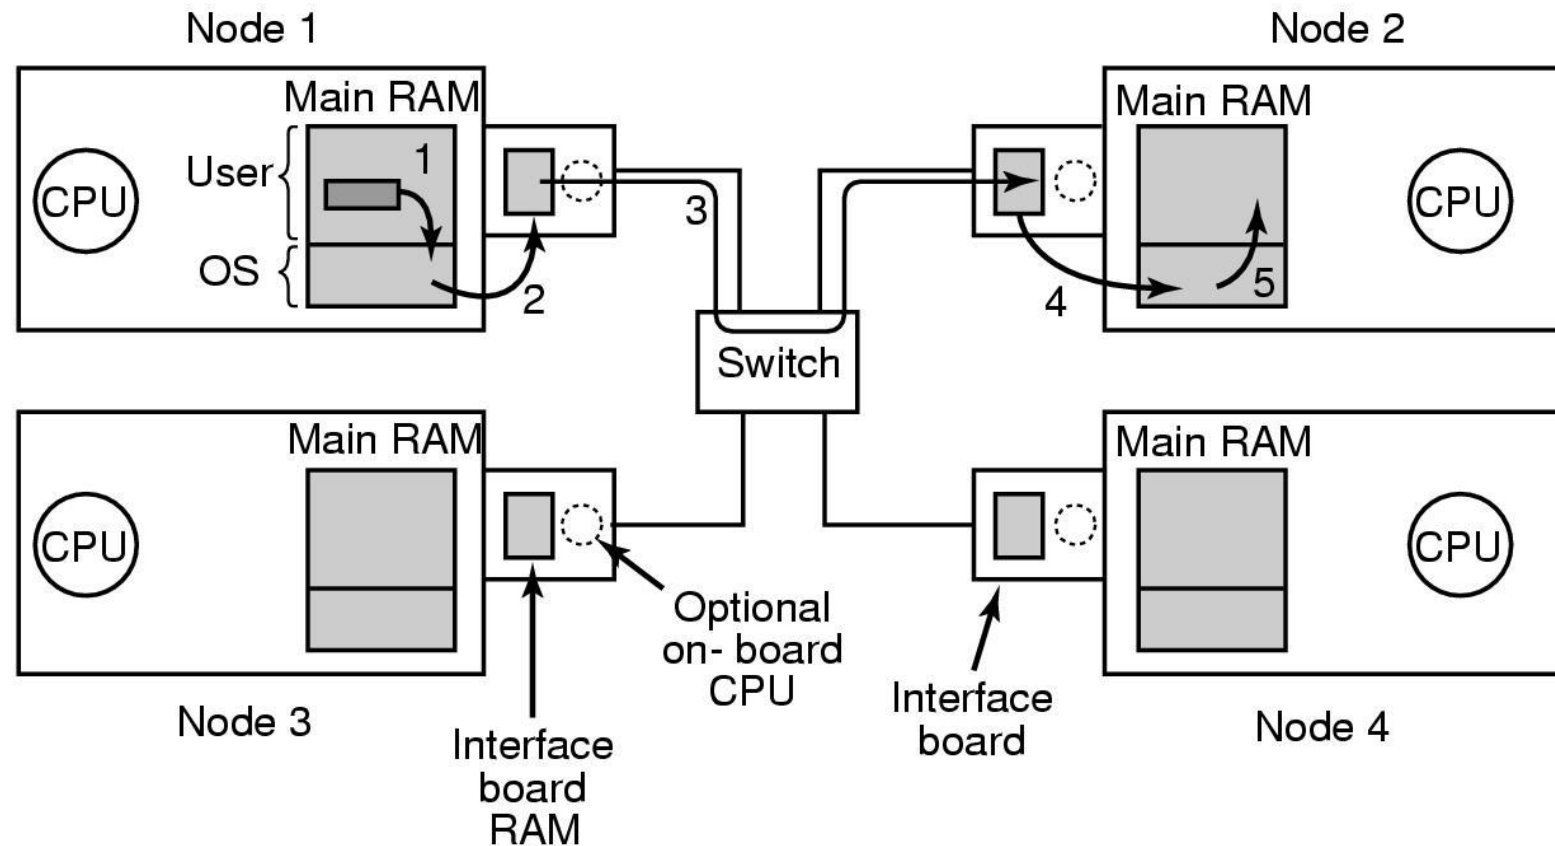 Node 1
Node 2
Main RAM
Main RAM
User
1
CPU
CPU
3
OS
2
4
5
Switch
Main RAM
Main RAM
CPU
CPU
Optional
on- board
CPU
Interface
board
Node 3
Node 4
Interface
board
RAM